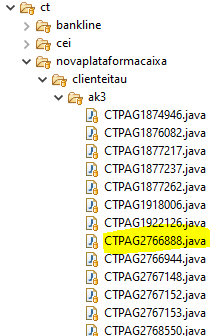 ct
bankline
cei
novaplataformacaixa
clienteitau
ak3
CTPAG1874946.java
CTPAG1876082.java
CTPAG1877217.java
CTPAG1877237.java
CTPAG1877262.java
CTPAG1918006.java
CTPAG1922126.java
CTPAG2766888.java
CTPAG2766944.java
CTPAG2767148.java
CTPAG2767152.java
CTPAG2767153.java
CTPAG2768550.java